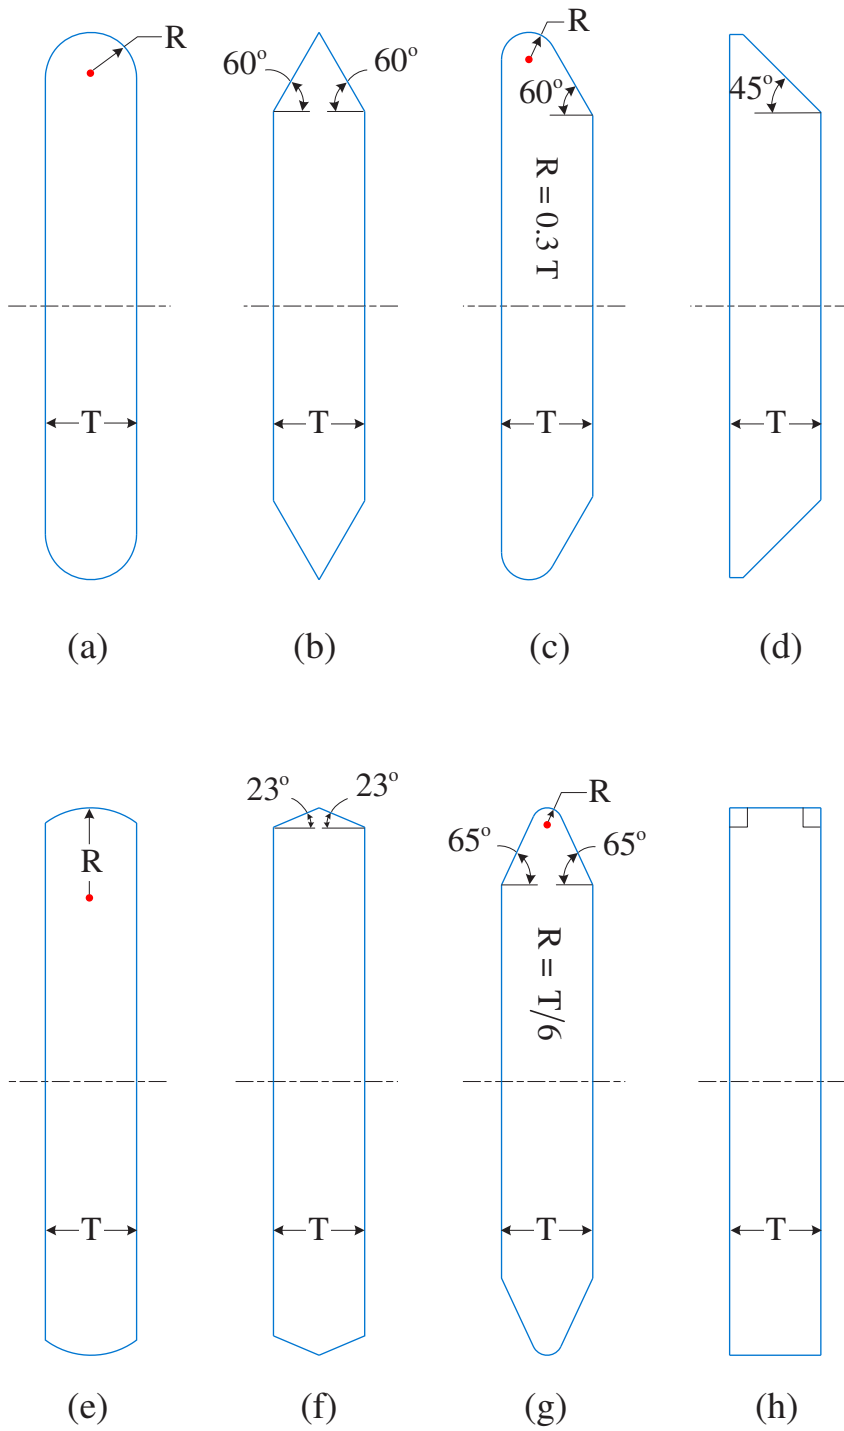 R
60° 60°
R
60°
R = 0.3 T
45°
T
T
T
T
(a)
(b)
(c)
(d)
R
23° 23°
R
65° 65°
R = T/6
T
T
T
T
(e)
(f)
(g)
(h)